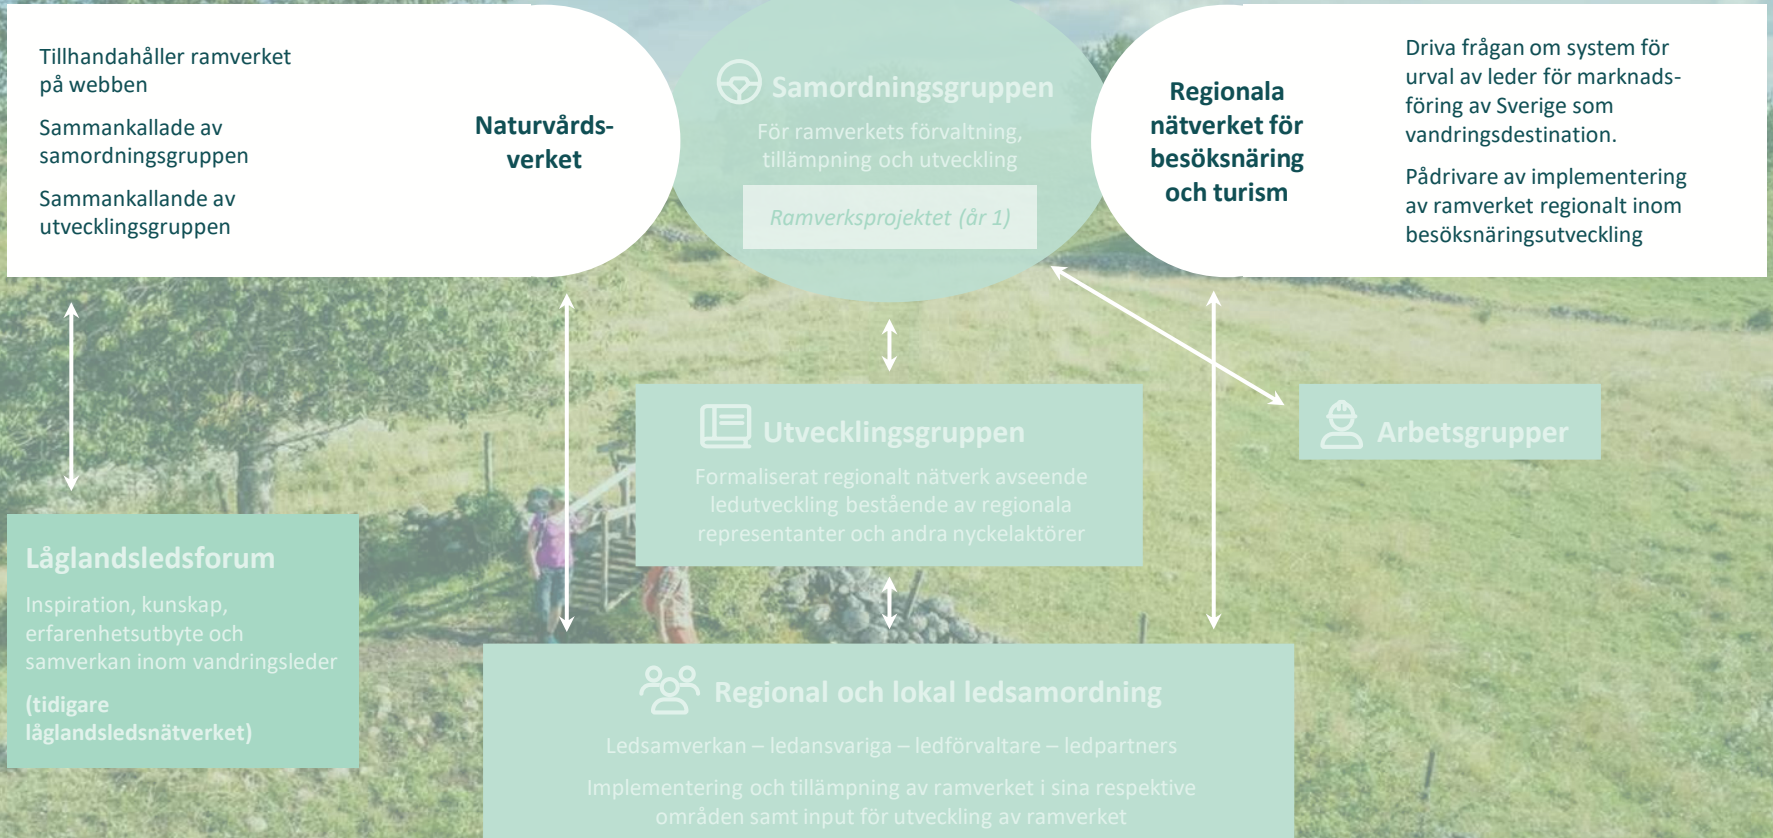 Tillhandahåller ramverket
på webben
Sammankallade av
samordningsgruppen
Sammankallande av
utvecklingsgruppen
Naturvårds-
verket
Samordningsgruppen
För ramverkets förvaltning,
tillämpning och utveckling
Ramverksprojektet (år 1)
Regionala
nätverket för
besöksnäring
och turism
Driva frågan om system för
urval av leder för marknads-
föring av Sverige som
vandringsdestination.
Pådrivare av implementering
av ramverket regionalt inom
besöksnäringsutveckling
Utvecklingsgruppen
Formaliserat regionalt nätverk avseende
ledutveckling bestående av regionala
representanter och andra nyckelaktörer
Arbetsgrupper
Låglandsledsforum
Inspiration, kunskap,
erfarenhetsutbyte och
samverkan inom vandringsleder
(tidigare
låglandsledsnätverket)
Regional och lokal ledsamordning
Ledsamverkan – ledansvariga – ledförvaltare – ledpartners
Implementering och tillämpning av ramverket i sina respektive
områden samt input för utveckling av ramverket